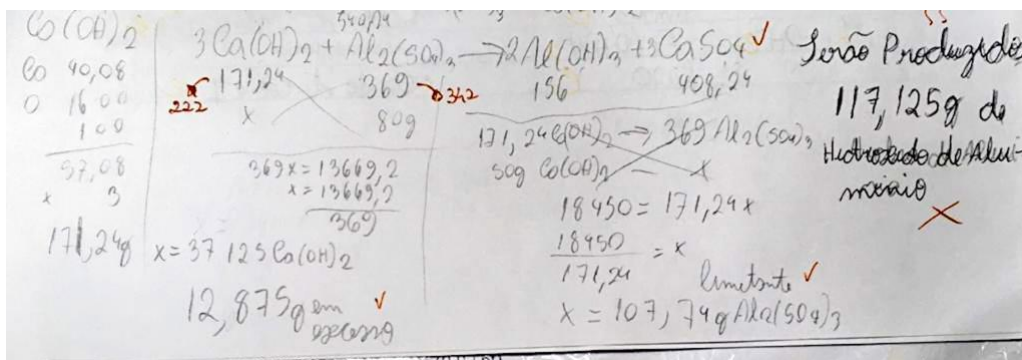 Ca(OH)2
Ca 40,08
O 16 00
1 00
57,08
x 3
171,24g
3Ca(OH)2 + Al2(SO4)3 → 2Al(OH)3 + 3CaSO4 ✓
171,24 369 156 408,24
222 342
x 80g
369x = 13669,2
x = 13669,2
369
x = 37 125 Ca(OH)2
12,875g em excesso ✓
171,24 Ca(OH)2 → 369 Al2(SO4)3
50g Ca(OH)2 — x
18450 = 171,24x
18450 = x
171,24
limitante ✓
x = 107,74g Al2(SO4)3
Serão Produzidos
117,125g de
Hidroxido de Alumi-
nio
X